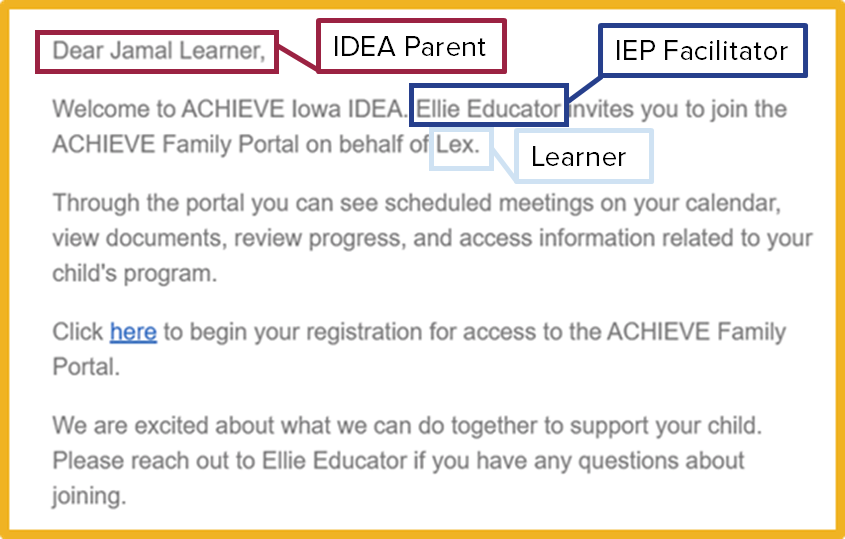 Dear Jamal Learner,
IDEA Parent
IEP Facilitator
Welcome to ACHIEVE Iowa IDEA. Ellie Educator invites you to join the
ACHIEVE Family Portal on behalf of Lex.
Learner
Through the portal you can see scheduled meetings on your calendar,
view documents, review progress, and access information related to your
child's program.
Click here to begin your registration for access to the ACHIEVE Family
Portal.
We are excited about what we can do together to support your child.
Please reach out to Ellie Educator if you have any questions about
joining.